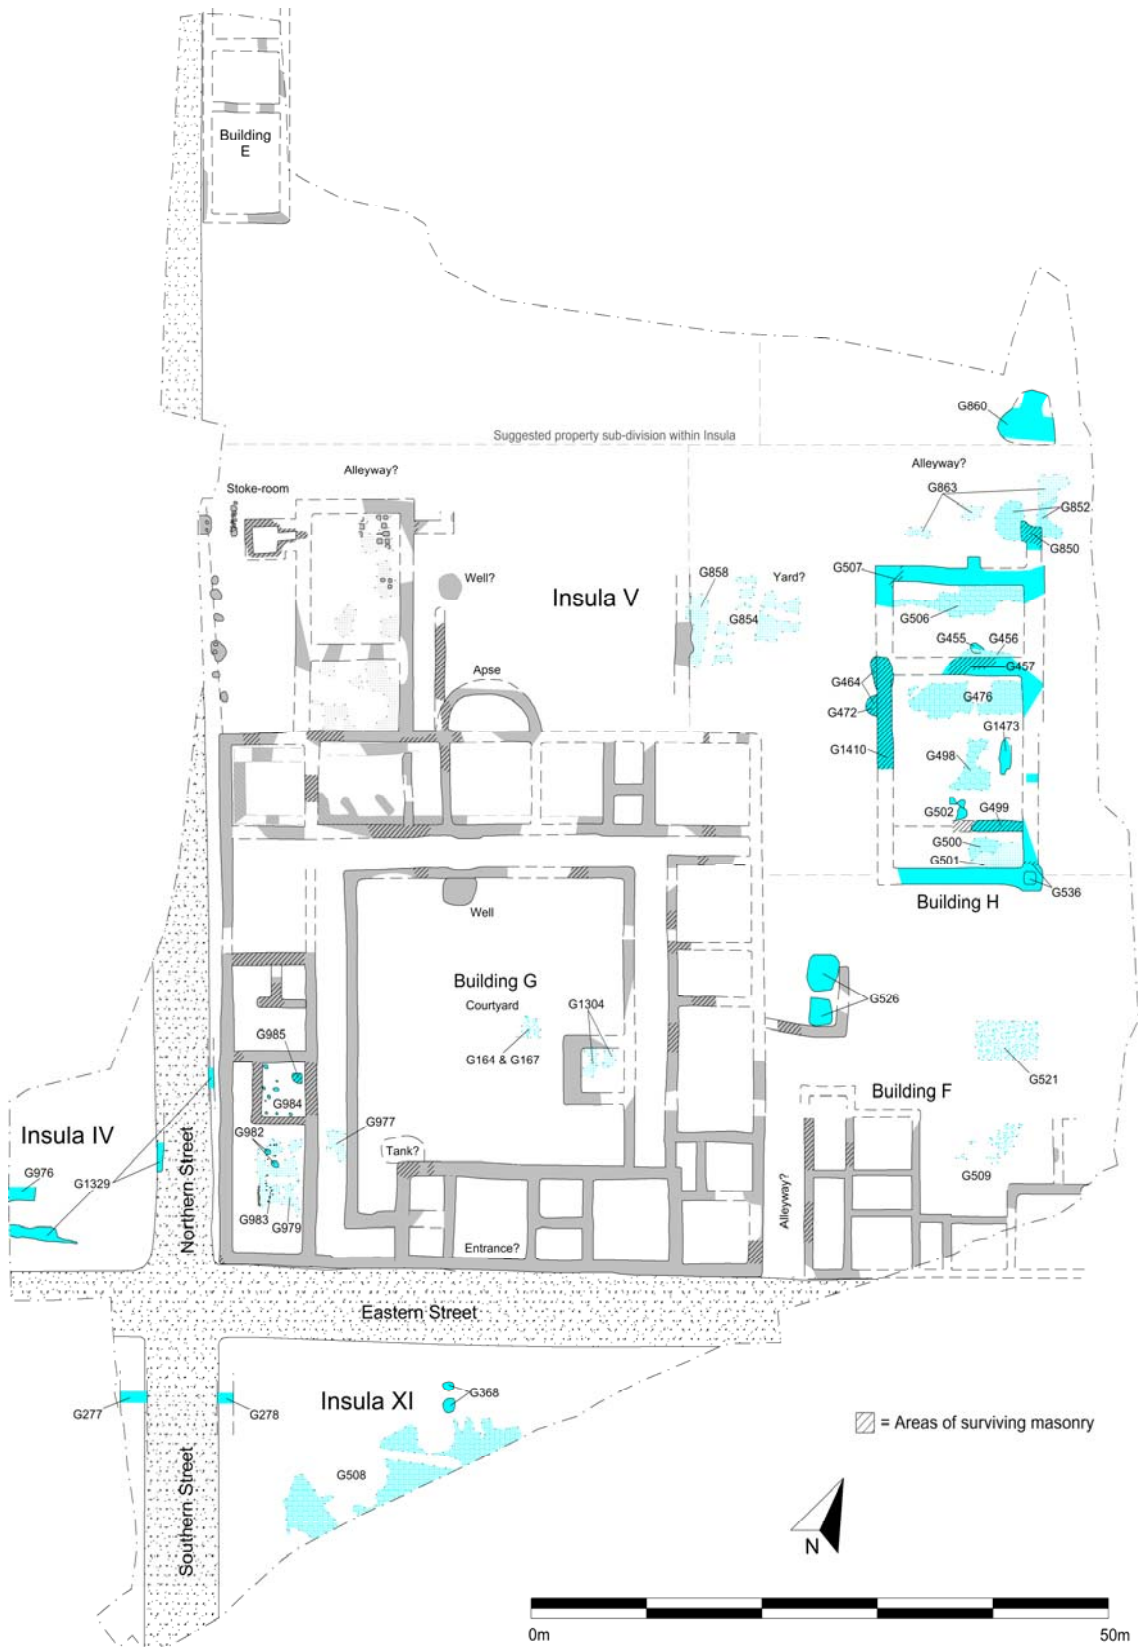 Building
E
G860
Suggested property sub-division within Insula
Alleyway?
Alleyway?
Stoke-room
G863
G852
G850
Well?
Insula V
G858
Yard?
G507
G854
G506
G455
G456
G457
Apse
G464
G476
G472
G1473
G1410
G498
G502
G499
G500
G501
G536
Well
Building H
Building G
Courtyard
G1304
G526
G985
G164 & G167
G521
G984
Building F
G977
Insula IV
G982
Tank?
G976
G1329
G509
Northern Street
Alleyway?
G983
G979
Entrance?
Eastern Street
Insula XI
G368
G277
G278
= Areas of surviving masonry
G508
Southern Street
N
0m
50m